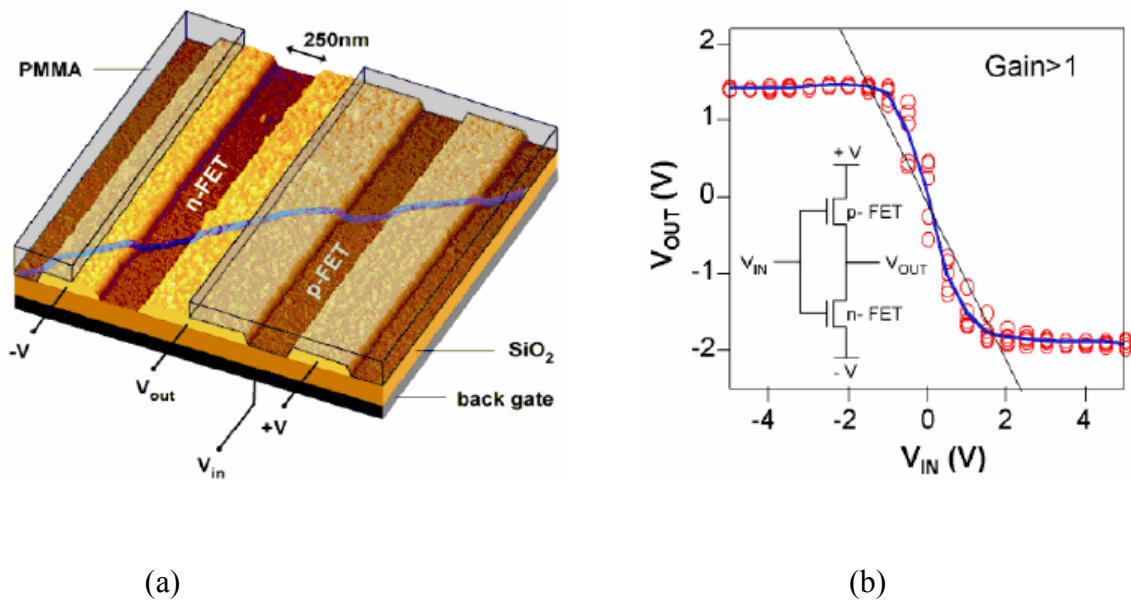 250nm
PMMA
n-FET
p-FET
-V
SiO2
Vout
back gate
+V
Vin
(a)
2
1
0
-1
-2
VOUT (V)
Gain>1
+ V
p- FET
VIN
VOUT
n- FET
- V
-4
-2
0
2
4
VIN (V)
(b)